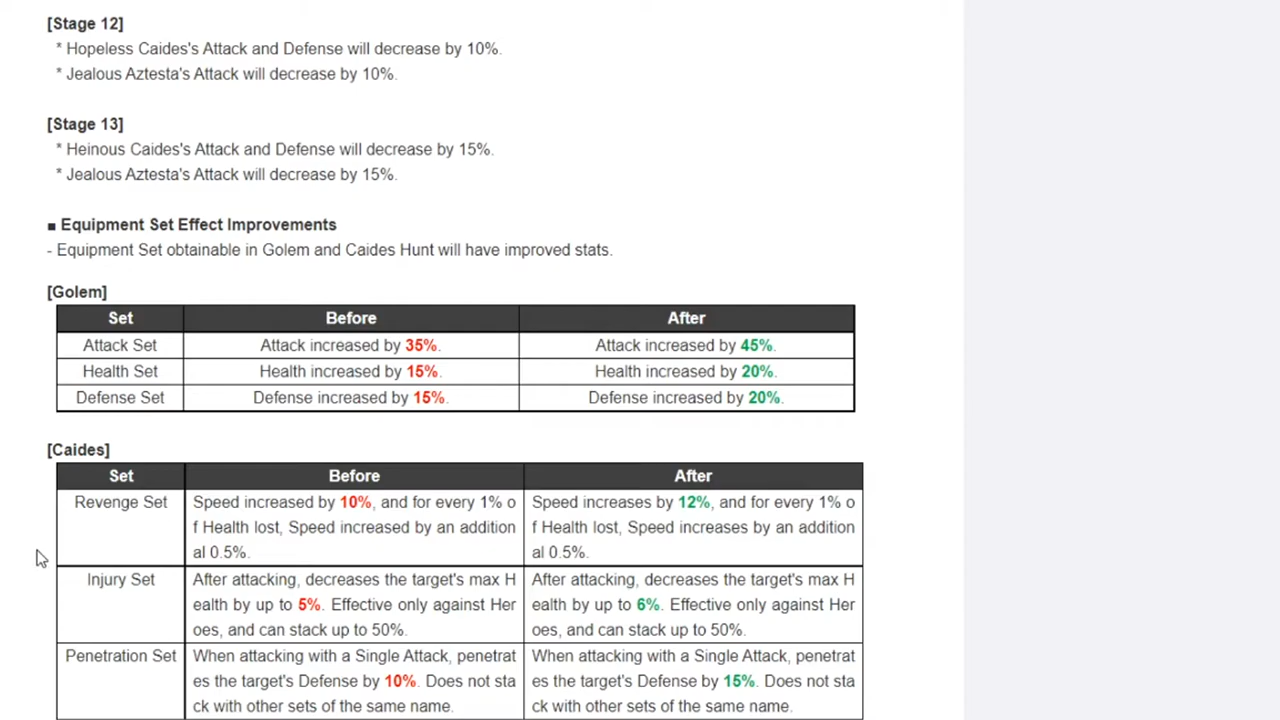 [Stage 12]
* Hopeless Caides's Attack and Defense will decrease by 10%.
* Jealous Aztesta's Attack will decrease by 10%.
[Stage 13]
* Heinous Caides's Attack and Defense will decrease by 15%.
* Jealous Aztesta's Attack will decrease by 15%.
■ Equipment Set Effect Improvements
- Equipment Set obtainable in Golem and Caides Hunt will have improved stats.
[Golem]
Set Before After
Attack Set Attack increased by 35%. Attack increased by 45%.
Health Set Health increased by 15%. Health increased by 20%.
Defense Set Defense increased by 15%. Defense increased by 20%.
[Caides]
Set Before After
Revenge Set
Speed increased by 10%, and for every 1% o
f Health lost, Speed increased by an addition
al 0.5%.
Speed increases by 12%, and for every 1% o
f Health lost, Speed increases by an addition
al 0.5%.
Injury Set
After attacking, decreases the target's max H
ealth by up to 5%. Effective only against Her
oes, and can stack up to 50%.
After attacking, decreases the target's max H
ealth by up to 6%. Effective only against Her
oes, and can stack up to 50%.
Penetration Set
When attacking with a Single Attack, penetrat
es the target's Defense by 10%. Does not sta
ck with other sets of the same name.
When attacking with a Single Attack, penetrat
es the target's Defense by 15%. Does not sta
ck with other sets of the same name.